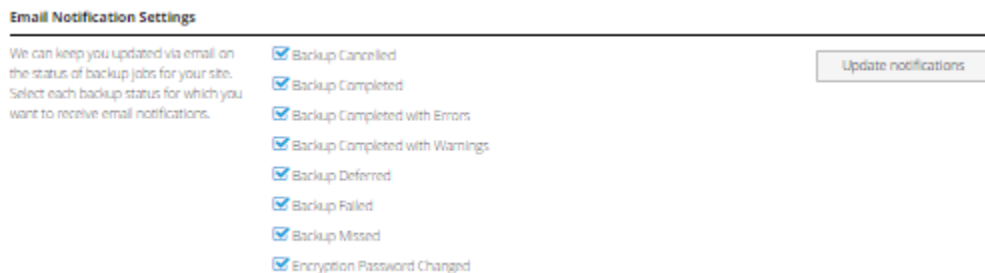 Email Notification Settings
We can keep you updated via email on
the status of backup jobs for your site.
Select each backup status for which you
want to receive email notifications.
Backup Cancelled
Backup Completed
Backup Completed with Errors
Backup Completed with Warnings
Backup Deferred
Backup Failed
Backup Missed
Encryption Password Changed
Update notifications